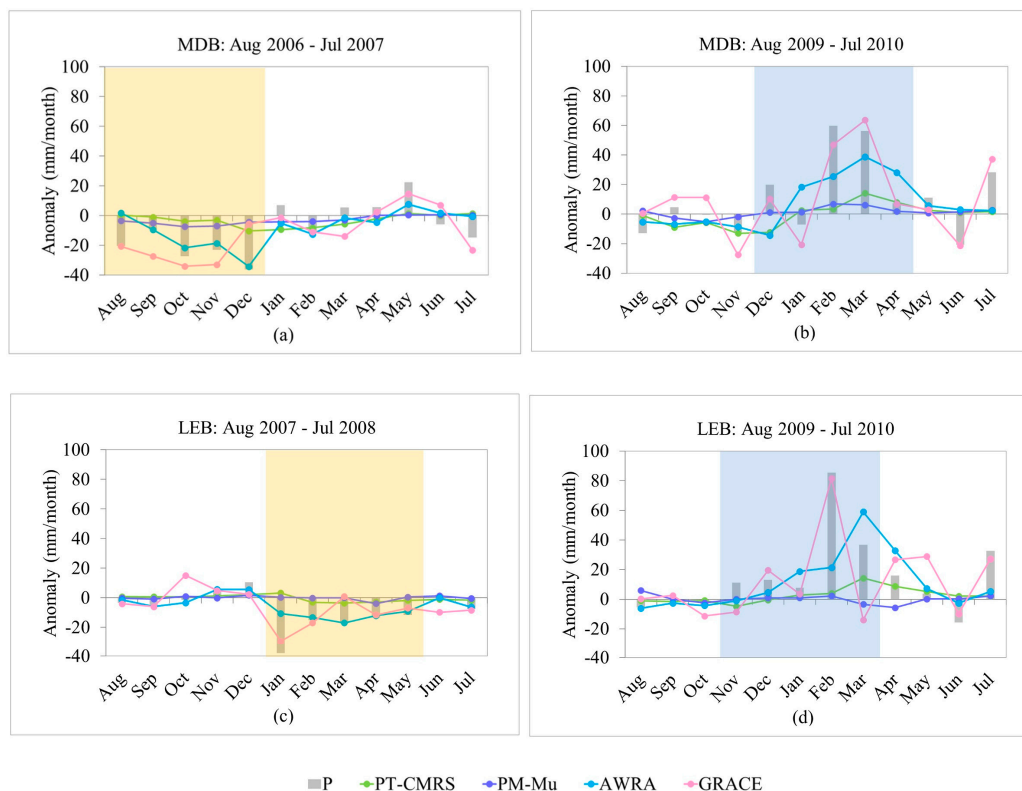 MDB: Aug 2006 - Jul 2007
Anomaly (mm/month)
100
80
60
40
20
0
-20
-40
Aug Sep Oct Nov Dec Jan Feb Mar Apr May Jun Jul
(a)
MDB: Aug 2009 - Jul 2010
Anomaly (mm/month)
100
80
60
40
20
0
-20
-40
Aug Sep Oct Nov Dec Jan Feb Mar Apr May Jun Jul
(b)
LEB: Aug 2007 - Jul 2008
Anomaly (mm/month)
100
80
60
40
20
0
-20
-40
Aug Sep Oct Nov Dec Jan Feb Mar Apr May Jun Jul
(c)
LEB: Aug 2009 - Jul 2010
Anomaly (mm/month)
100
80
60
40
20
0
-20
-40
Aug Sep Oct Nov Dec Jan Feb Mar Apr May Jun Jul
(d)
P PT-CMRS PM-Mu AWRA GRACE